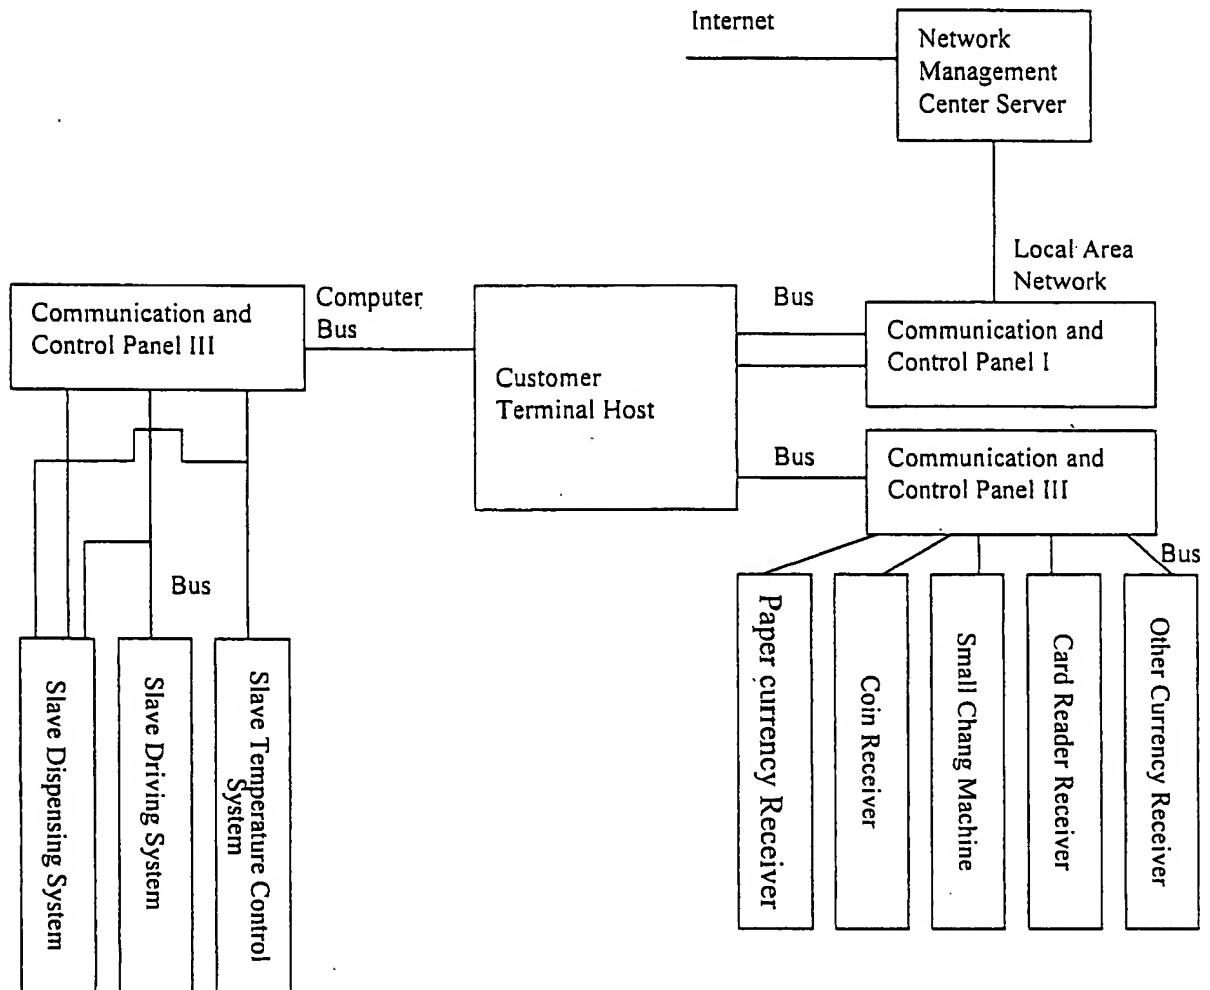 Internet
Network
Management
Center Server
Local Area
Network
Communication and
Control Panel III
Computer
Bus
Customer
Terminal Host
Bus
Communication and
Control Panel I
Bus
Communication and
Control Panel III
Bus
Bus
Slave Dispensing System
Slave Driving System
Slave Temperature Control
System
Paper currency Receiver
Coin Receiver
Small Chang Machine
Card Reader Receiver
Other Currency Receiver